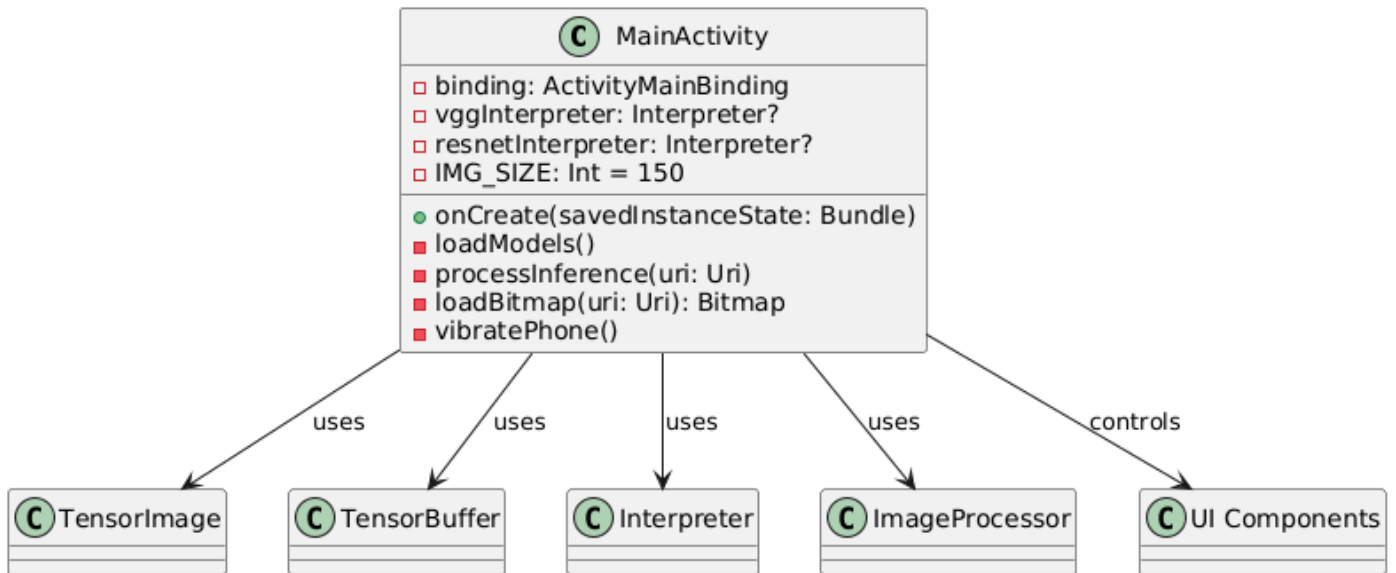 C MainActivity
binding: ActivityMainBinding
vggInterpreter: Interpreter?
resnetInterpreter: Interpreter?
IMG_SIZE: Int = 150
onCreate(savedInstanceState: Bundle)
loadModels()
processInference(uri: Uri)
loadBitmap(uri: Uri): Bitmap
vibratePhone()
uses uses uses uses controls
C TensorImage C TensorBuffer C Interpreter C ImageProcessor C UI Components